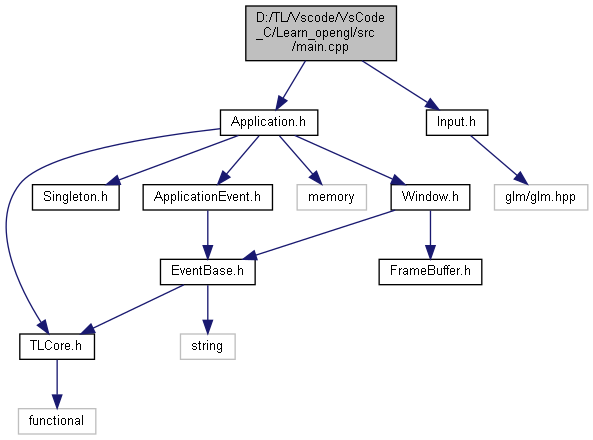 D:/TL/Vscode/VsCode
_C/Learn_opengl/src
/main.cpp
Application.h
Input.h
Singleton.h
ApplicationEvent.h
memory
Window.h
glm/glm.hpp
EventBase.h
FrameBuffer.h
TLCore.h
string
functional